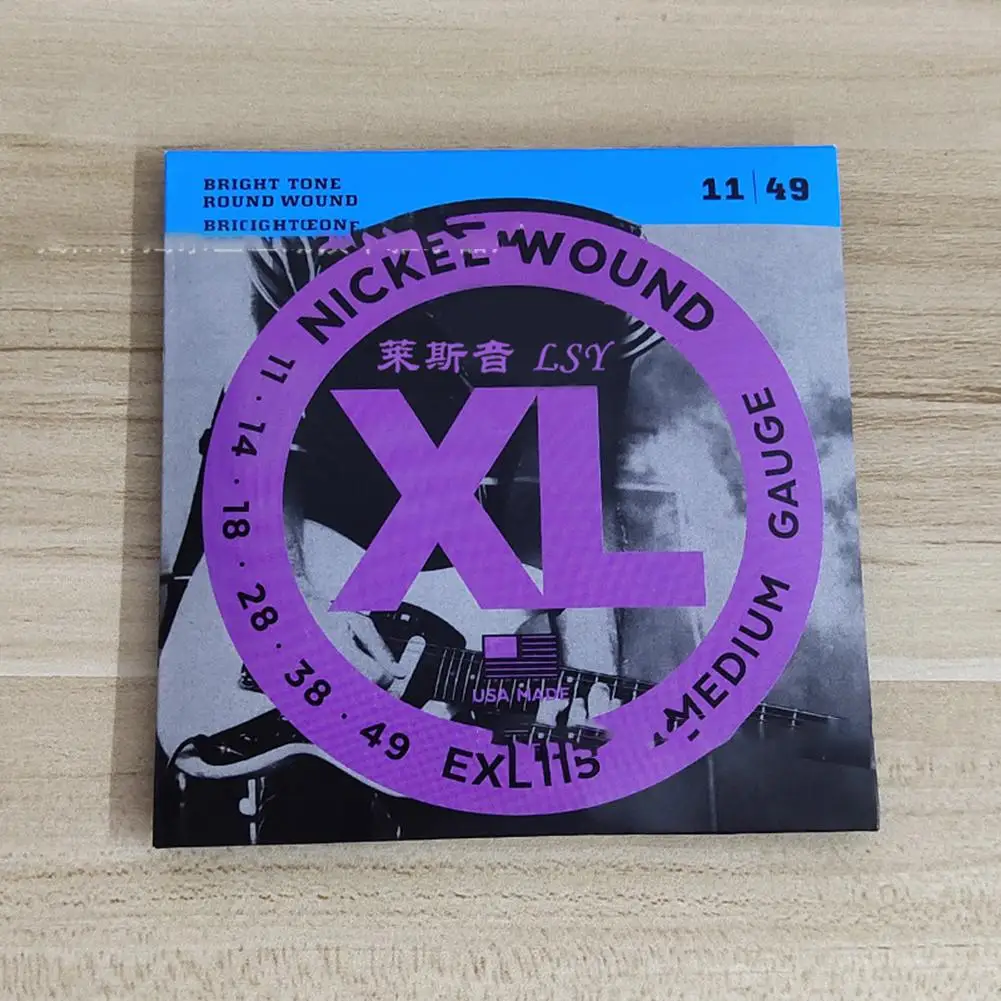 BRIGHT TONE
ROUND WOUND
11 | 49
NICKEL WOUND
莱斯音 LSY
XL
USA MADE
11 · 14 · 18 · 28 · 38 · 49
EXL115
MEDIUM GAUGE